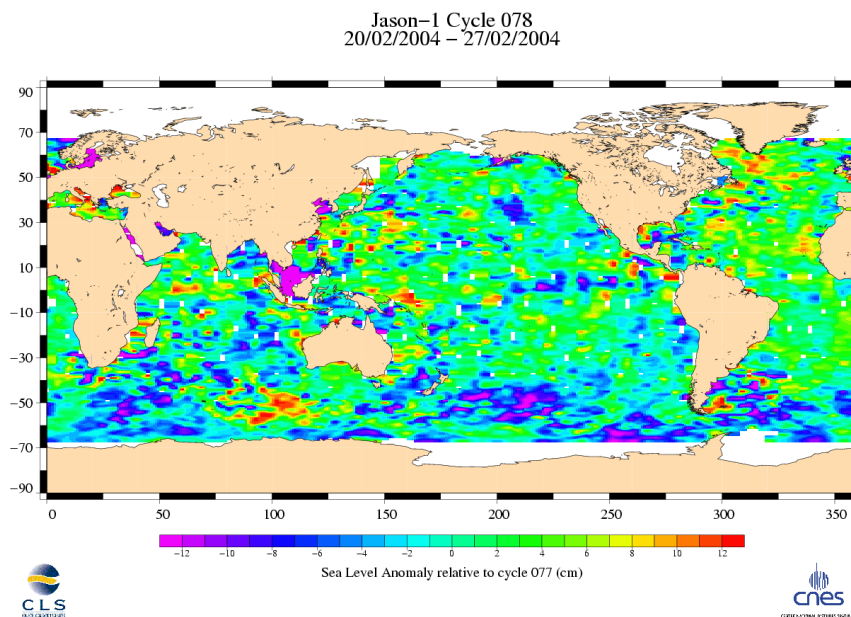 Jason−1 Cycle 078
20/02/2004 − 27/02/2004
90
70
50
30
10
−10
−30
−50
−70
−90
0 50 100 150 200 250 300 350
−12 −10 −8 −6 −4 −2 0 2 4 6 8 10 12
Sea Level Anomaly relative to cycle 077 (cm)
CLS
cnes